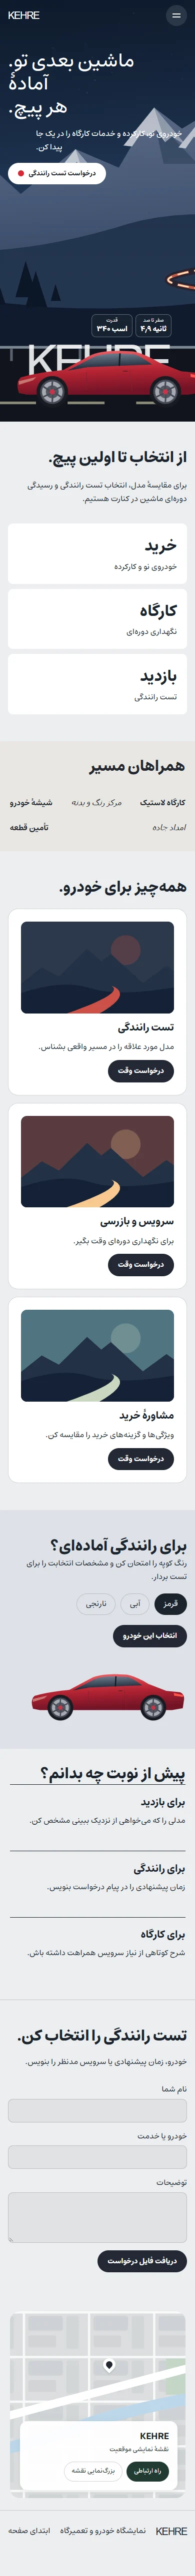 KEHRE
ماشین بعدی تو.
آمادهٔ
هر پیچ.
خودروی نو، کارکرده و خدمات کارگاه را در یک جا
پیدا کن.
درخواست تست رانندگی
صفر تا صد
۴٫۹ ثانیه
قدرت
۳۴۰ اسب
KEHRE
از انتخاب تا اولین پیچ.
برای مقایسهٔ مدل، انتخاب تست رانندگی و رسیدگی
دوره‌ای ماشین در کنارت هستیم.
خرید
خودروی نو و کارکرده
کارگاه
نگهداری دوره‌ای
بازدید
تست رانندگی
همراهان مسیر
کارگاه لاستیک
مرکز رنگ و بدنه
شیشهٔ خودرو
امداد جاده
تأمین قطعه
همه‌چیز برای خودرو.
تست رانندگی
مدل مورد علاقه را در مسیر واقعی بشناس.
درخواست وقت
سرویس و بازرسی
برای نگهداری دوره‌ای وقت بگیر.
درخواست وقت
مشاورهٔ خرید
ویژگی‌ها و گزینه‌های خرید را مقایسه کن.
درخواست وقت
برای رانندگی آماده‌ای؟
رنگ کوپه را امتحان کن و مشخصات انتخابت را برای
تست بردار.
قرمز
آبی
نارنجی
انتخاب این خودرو
پیش از نوبت چه بدانم؟
برای بازدید
مدلی را که می‌خواهی از نزدیک ببینی مشخص کن.
برای رانندگی
زمان پیشنهادی را در پیام درخواست بنویس.
برای کارگاه
شرح کوتاهی از نیاز سرویس همراهت داشته باش.
تست رانندگی را انتخاب کن.
خودرو، زمان پیشنهادی یا سرویس مدنظر را بنویس.
نام شما
خودرو یا خدمت
توضیحات
دریافت فایل درخواست
KEHRE
نقشهٔ نمایشی موقعیت
راه ارتباطی
بزرگ‌نمایی نقشه
KEHRE
نمایشگاه خودرو و تعمیرگاه
ابتدای صفحه